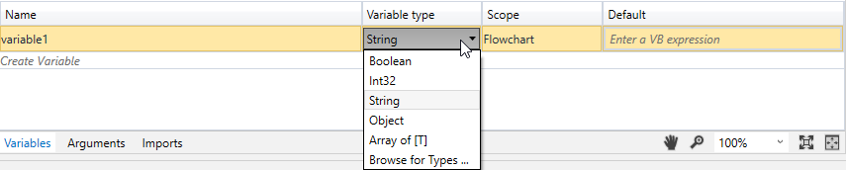 Name Variable type Scope Default
variable1 String Flowchart Enter a VB expression
Create Variable
Boolean
Int32
String
Object
Array of [T]
Browse for Types ...
Variables Arguments Imports 100%